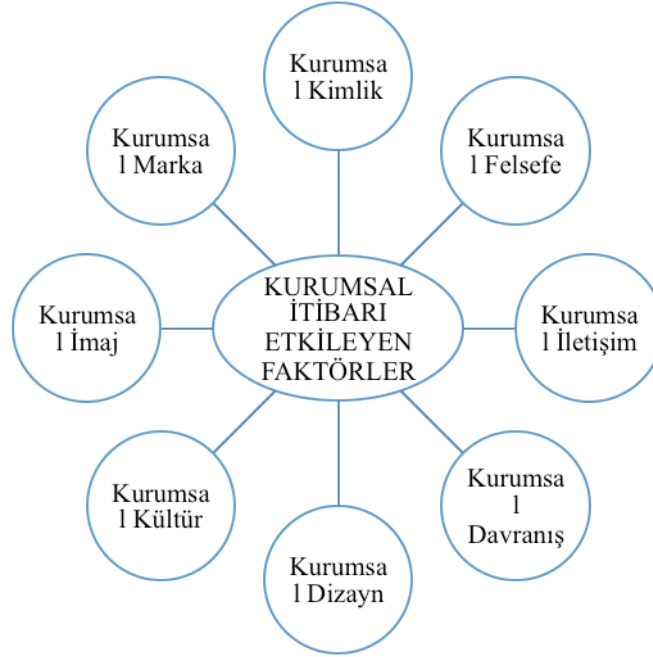 Kurumsa
l Kimlik
Kurumsa
l Felsefe
Kurumsa
l İletişim
Kurumsa
l
Davranış
Kurumsa
l Dizayn
Kurumsa
l Kültür
Kurumsa
l İmaj
Kurumsa
l Marka
KURUMSAL
İTİBARI
ETKİLEYEN
FAKTÖRLER